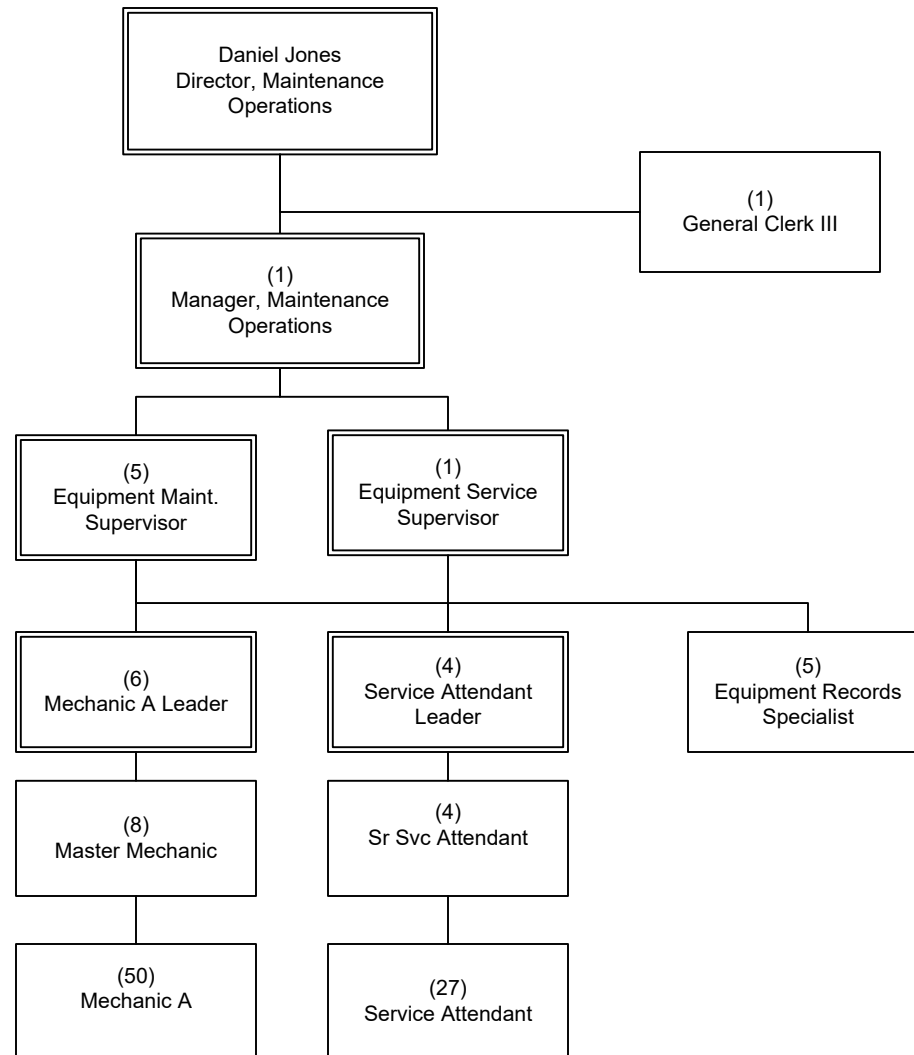 Daniel Jones
Director, Maintenance
Operations
(1)
General Clerk III
(1)
Manager, Maintenance
Operations
(5)
Equipment Maint.
Supervisor
(1)
Equipment Service
Supervisor
(6)
Mechanic A Leader
(4)
Service Attendant
Leader
(5)
Equipment Records
Specialist
(8)
Master Mechanic
(4)
Sr Svc Attendant
(50)
Mechanic A
(27)
Service Attendant